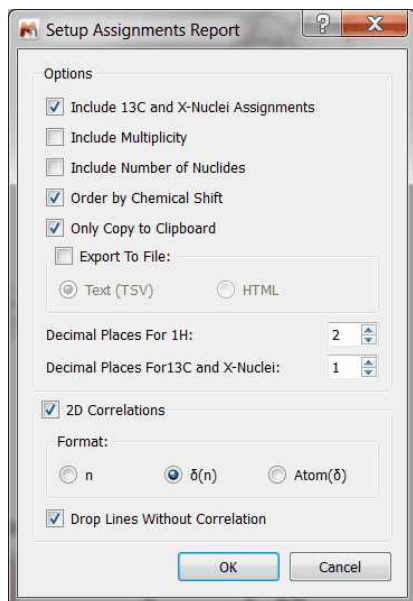 Setup Assignments Report
?
X
Options
Include 13C and X-Nuclei Assignments
Include Multiplicity
Include Number of Nuclides
Order by Chemical Shift
Only Copy to Clipboard
Export To File:
Text (TSV) HTML
Decimal Places For 1H: 2
Decimal Places For13C and X-Nuclei: 1
2D Correlations
Format:
n δ(n) Atom(δ)
Drop Lines Without Correlation
OK Cancel